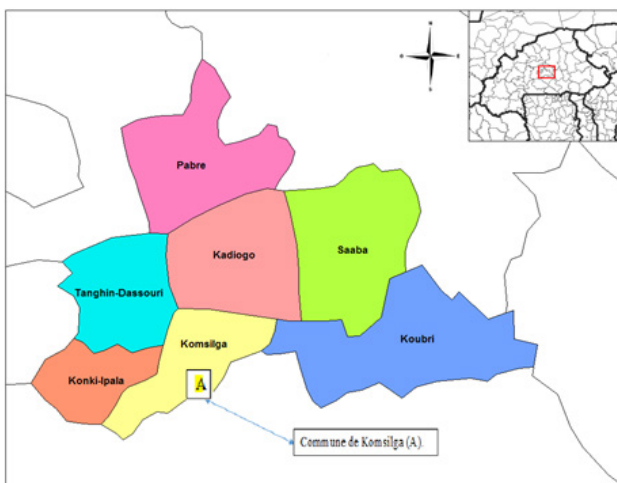 Pabre
Kadiogo
Saaba
Tanghin-Dassouri
Komsilga
Koubri
Konki-Ipala
A
Commune de Komsilga (A).